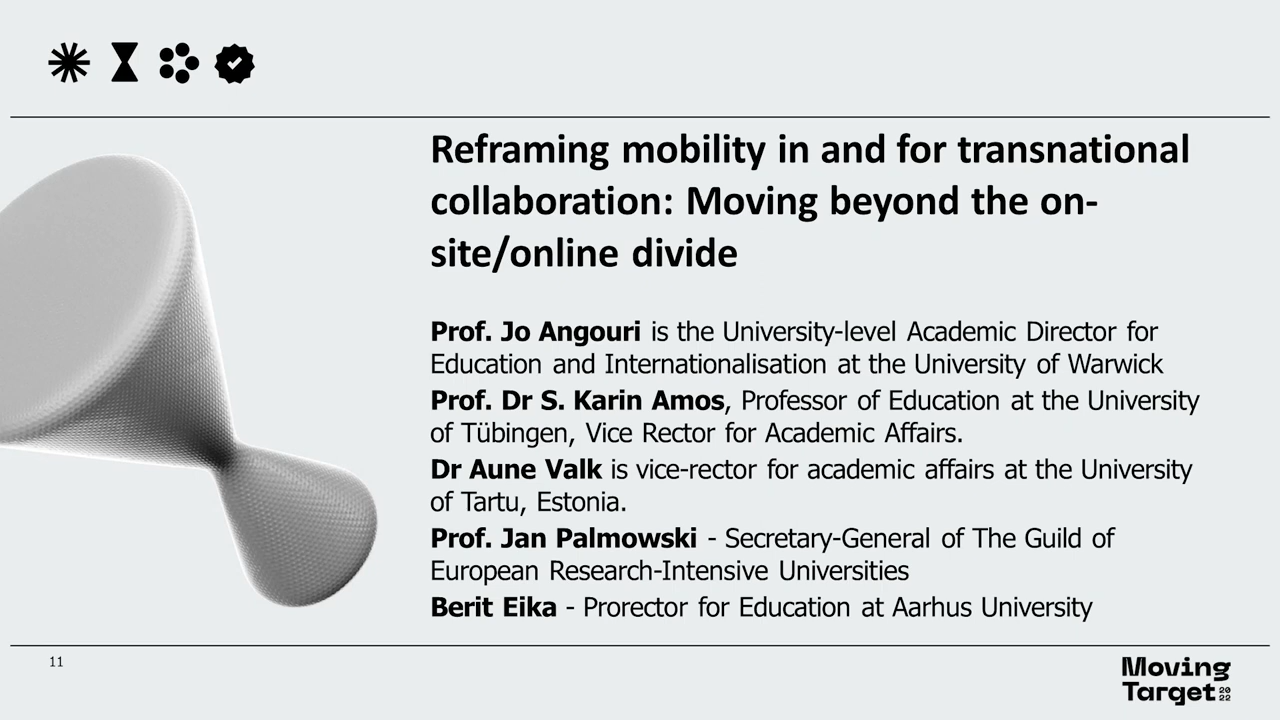 Reframing mobility in and for transnational
collaboration: Moving beyond the on-
site/online divide
Prof. Jo Angouri is the University-level Academic Director for
Education and Internationalisation at the University of Warwick
Prof. Dr S. Karin Amos, Professor of Education at the University
of Tübingen, Vice Rector for Academic Affairs.
Dr Aune Valk is vice-rector for academic affairs at the University
of Tartu, Estonia.
Prof. Jan Palmowski - Secretary-General of The Guild of
European Research-Intensive Universities
Berit Eika - Prorector for Education at Aarhus University
11
Moving
Target 2022